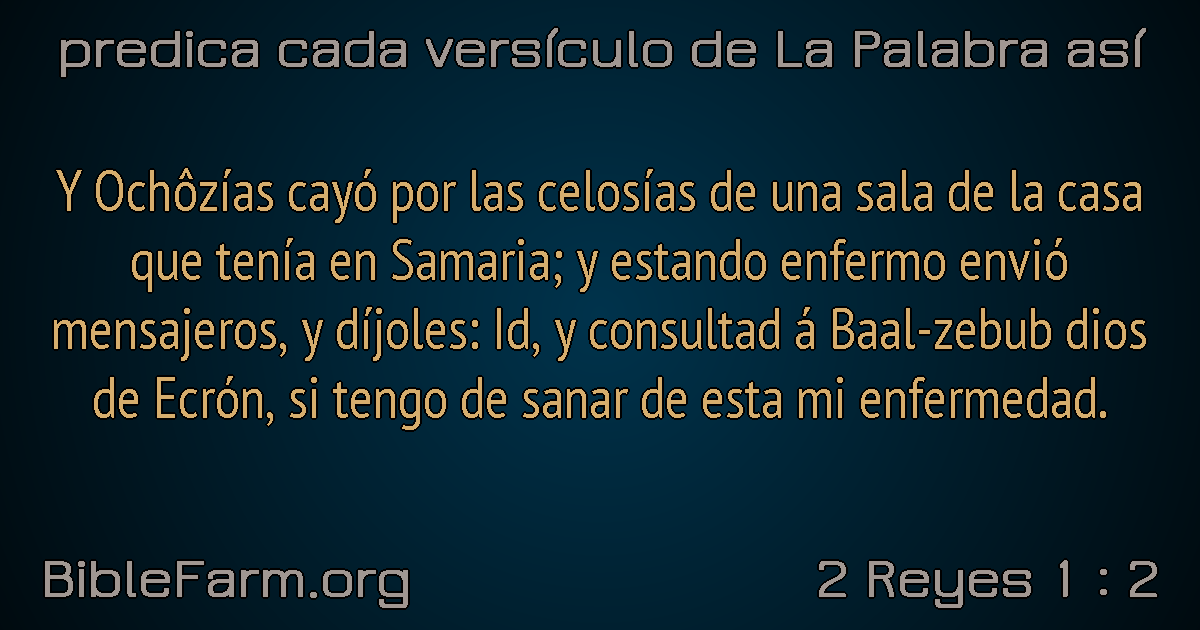 predica cada versículo de La Palabra así
Y Ochôzías cayó por las celosías de una sala de la casa
que tenía en Samaria; y estando enfermo envió
mensajeros, y díjoles: Id, y consultad á Baal-zebub dios
de Ecrón, si tengo de sanar de esta mi enfermedad.
BibleFarm.org
2 Reyes 1 : 2